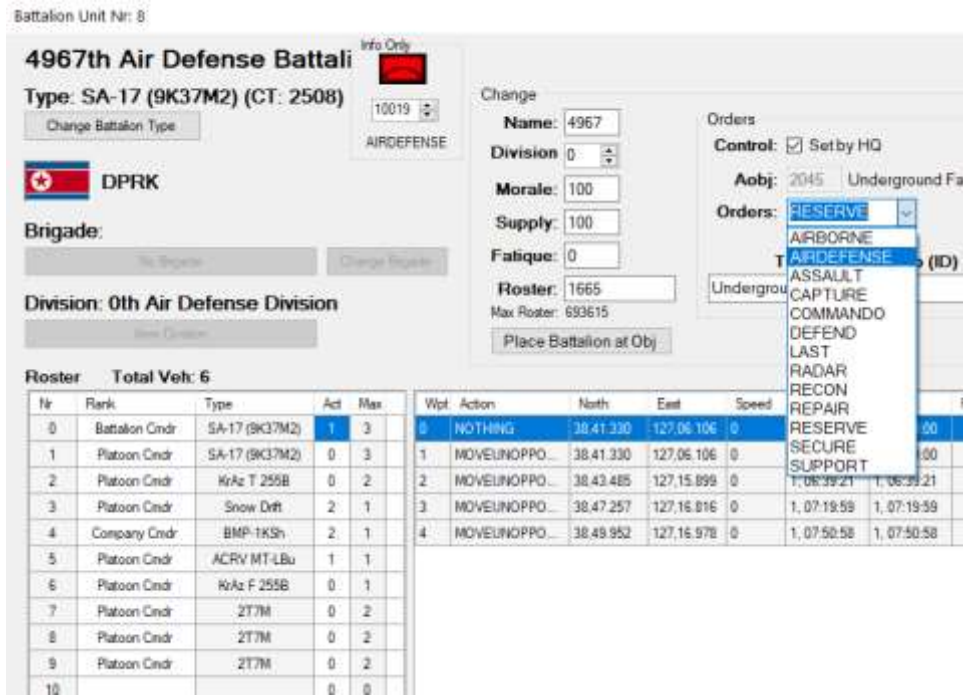 Battalion Unit Nr: 8
4967th Air Defense Battali
Info Only
Type: SA-17 (9K37M2) (CT: 2508)
10019
Change Battalion Type
AIRDEFENSE
DPRK
Brigade:
No Brigade
Change Brigade
Division: 0th Air Defense Division
Change
Name: 4967
Division 0
Morale: 100
Supply: 100
Fatique: 0
Roster: 1665
Max Roster: 693615
Place Battalion at Obj
Orders
Control: Set by HQ
Aobj: 2045 Underground Fa
Orders: RESERVE
AIRBORNE
AIRDEFENSE
ASSAULT
CAPTURE
COMMANDO
DEFEND
LAST
RADAR
RECON
REPAIR
RESERVE
SECURE
SUPPORT
T
(ID)
Undergrou
Roster Total Veh: 6
Nr Rank Type Act Max
0 Battalion Cmdr SA-17 (9K37M2) 1 3
1 Platoon Cmdr SA-17 (9K37M2) 0 3
2 Platoon Cmdr KrAz T 255B 0 2
3 Platoon Cmdr Snow Drift 2 1
4 Company Cmdr BMP-1KSh 2 1
5 Platoon Cmdr ACRV MT-LBu 1 1
6 Platoon Cmdr KrAz F 255B 0 1
7 Platoon Cmdr 2T7M 0 2
8 Platoon Cmdr 2T7M 0 2
9 Platoon Cmdr 2T7M 0 2
10 0 0
Wpt Action North East Speed
0 NOTHING 38.41.330 127.06.106 0 :00
1 MOVEUNOPPO... 38.41.330 127.06.106 0 :00
2 MOVEUNOPPO... 38.43.485 127.15.899 0 1, 06:39:21 1, 06:39:21
3 MOVEUNOPPO... 38.47.257 127.16.816 0 1, 07:19:59 1, 07:19:59
4 MOVEUNOPPO... 38.49.952 127.16.978 0 1, 07:50:58 1, 07:50:58